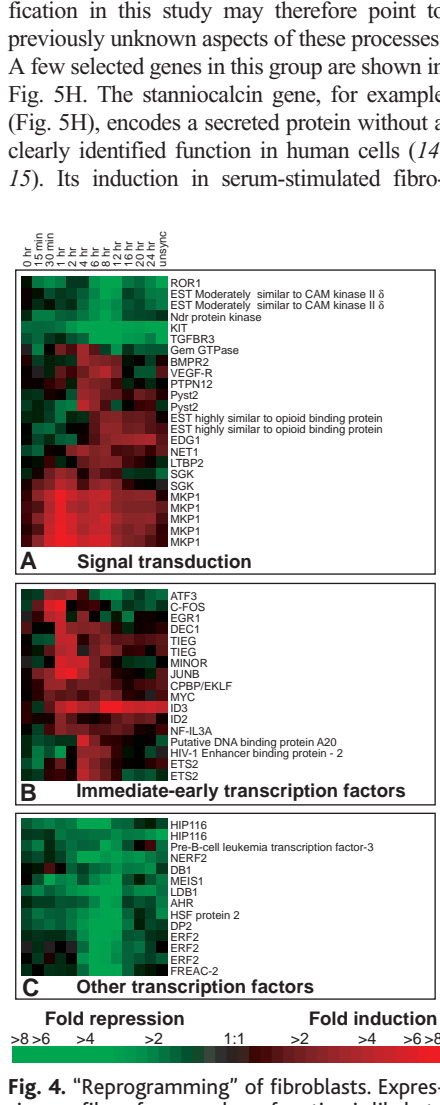 fication in this study may therefore point to
previously unknown aspects of these processes.
A few selected genes in this group are shown in
Fig. 5H. The stanniocalcin gene, for example
(Fig. 5H), encodes a secreted protein without a
clearly identified function in human cells (14,
15). Its induction in serum-stimulated fibro-
0 hr
15 min
30 min
1 hr
2 hr
4 hr
6 hr
8 hr
12 hr
16 hr
20 hr
24 hr
unsync
ROR1
EST Moderately similar to CAM kinase II δ
EST Moderately similar to CAM kinase II δ
Ndr protein kinase
KIT
TGFBR3
Gem GTPase
BMPR2
VEGF-R
PTPN12
Pyst2
Pyst2
EST highly similar to opioid binding protein
EST highly similar to opioid binding protein
EDG1
NET1
LTBP2
SGK
SGK
MKP1
MKP1
MKP1
MKP1
MKP1
A Signal transduction
ATF3
C-FOS
EGR1
DEC1
TIEG
TIEG
MINOR
JUNB
CPBP/EKLF
MYC
ID3
ID2
NF-IL3A
Putative DNA binding protein A20
HIV-1 Enhancer binding protein - 2
ETS2
ETS2
B Immediate-early transcription factors
HIP116
HIP116
Pre-B-cell leukemia transcription factor-3
NERF2
DB1
MEIS1
LDB1
AHR
HSF protein 2
DP2
ERF2
ERF2
ERF2
FREAC-2
C Other transcription factors
Fold repression Fold induction
>8 >6 >4 >2 1:1 >2 >4 >6 >8
Fig. 4. "Reprogramming" of fibroblasts. Expres-